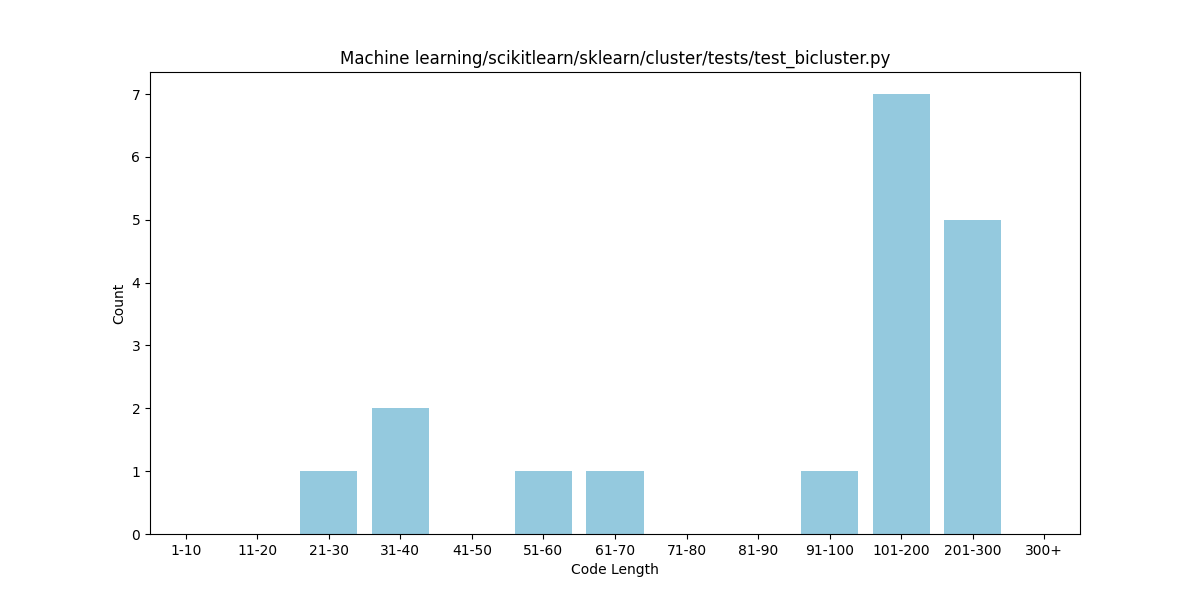 Machine learning/scikitlearn/sklearn/cluster/tests/test_bicluster.py
7
6
5
4
3
2
1
0
Count
1-10 11-20 21-30 31-40 41-50 51-60 61-70 71-80 81-90 91-100 101-200 201-300 300+
Code Length